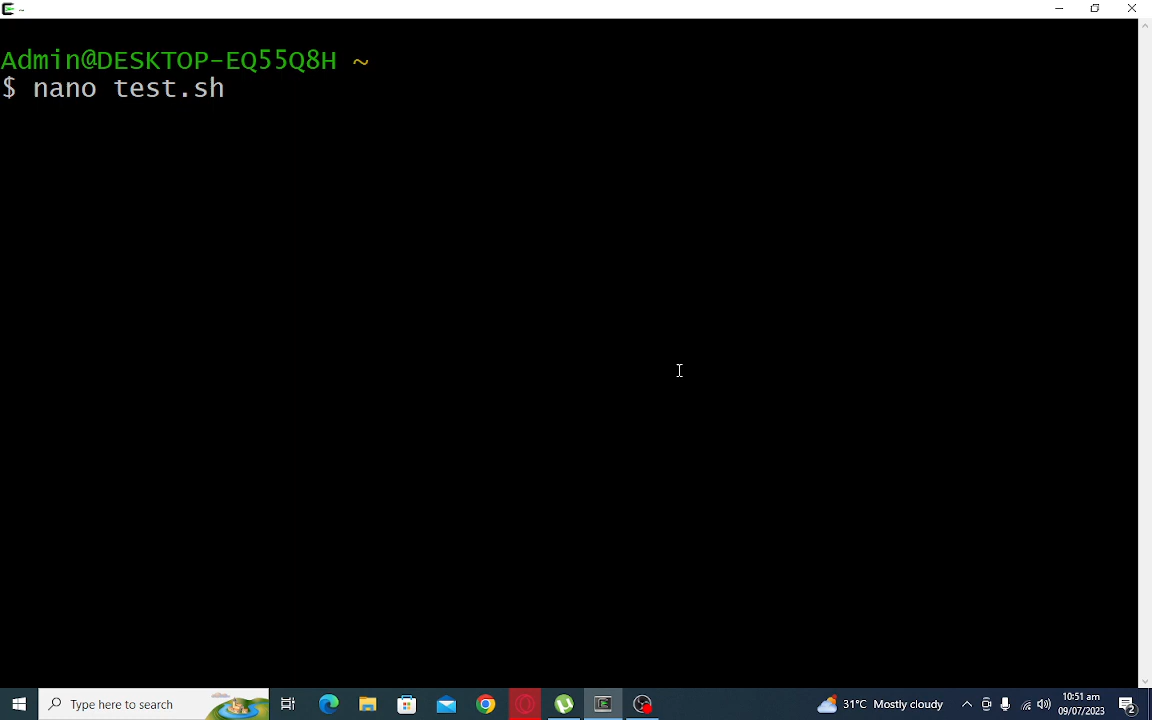 ~
Admin@DESKTOP-EQ55Q8H ~
$ nano test.sh
Type here to search
31°C Mostly cloudy
10:51 am
09/07/2023
2